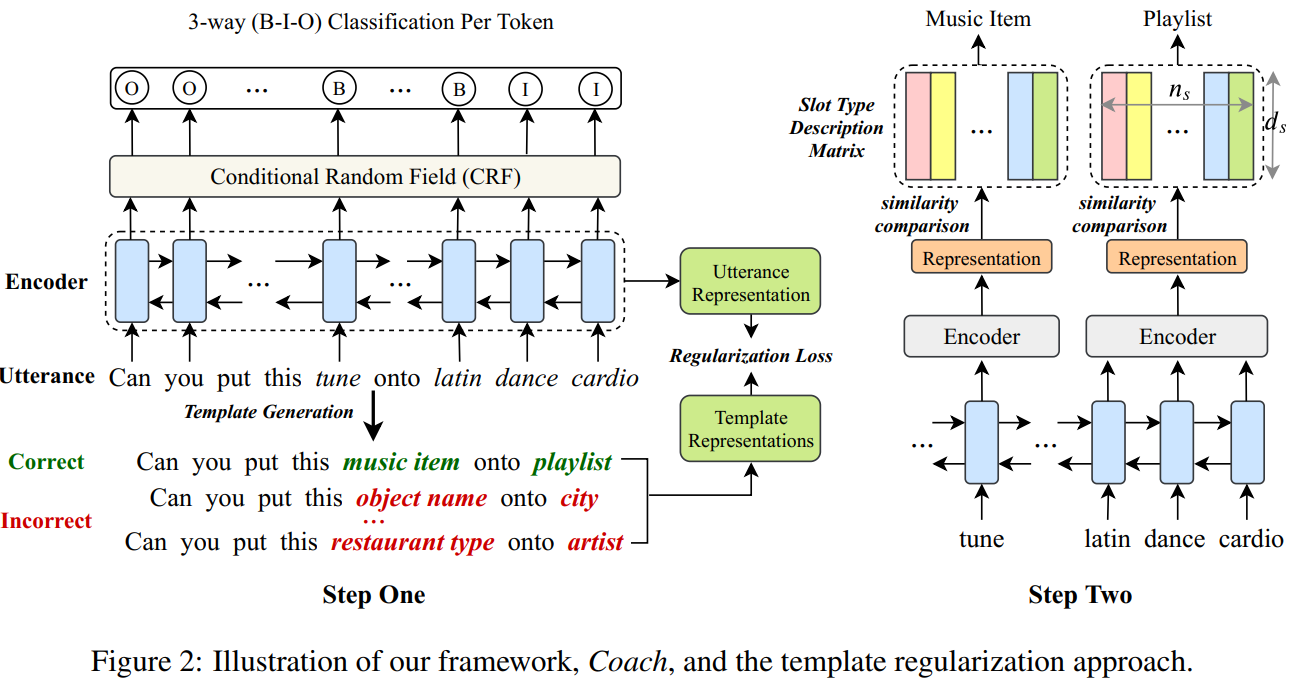 3-way (B-I-O) Classification Per Token
O O ... B ... B I I
Conditional Random Field (CRF)
Encoder
... ...
Utterance Can you put this tune onto latin dance cardio
Template Generation
Correct
Can you put this music item onto playlist
Incorrect
Can you put this object name onto city
...
Can you put this restaurant type onto artist
Utterance
Representation
Regularization Loss
Template
Representations
Step One
Music Item
Playlist
Slot Type
Description
Matrix
...
...
n_s
d_s
similarity
comparison
similarity
comparison
Representation
Representation
Encoder
Encoder
... ...
tune
latin dance cardio
Step Two
Figure 2: Illustration of our framework, Coach, and the template regularization approach.